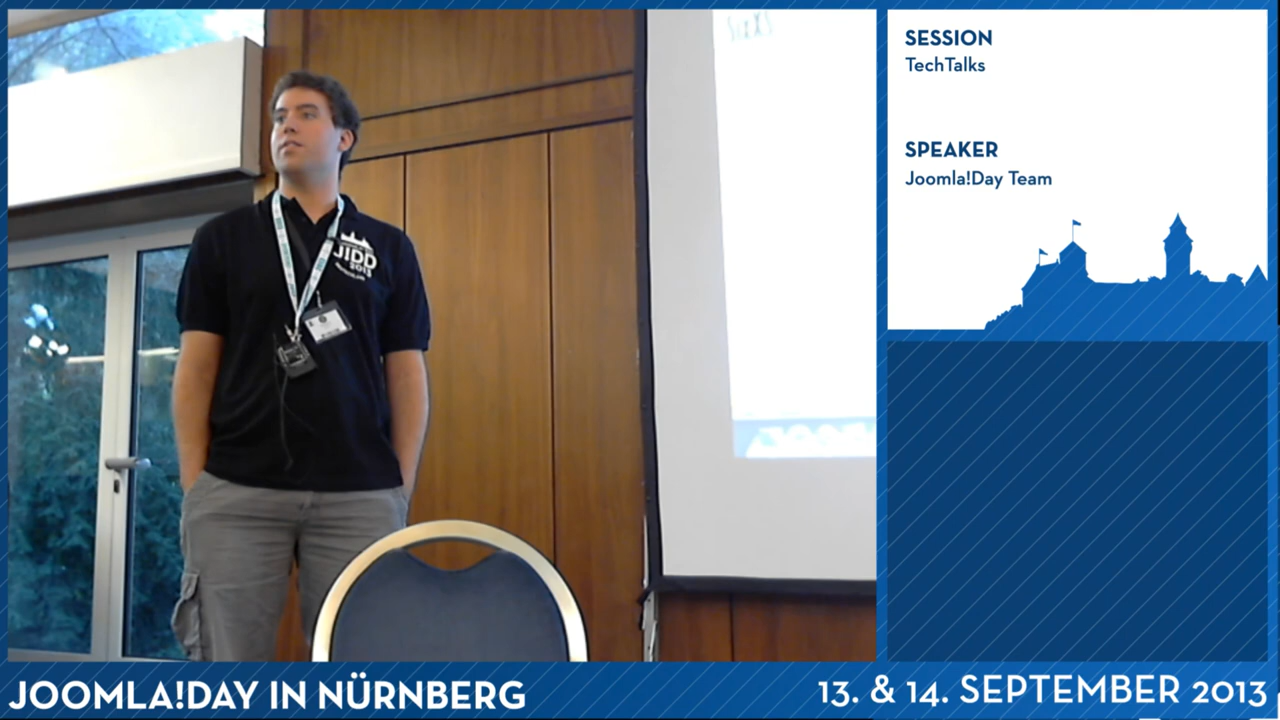 SESSION
TechTalks
SPEAKER
Joomla!Day Team
JIDD
2013
JOOMLA!DAY IN NÜRNBERG
13. & 14. SEPTEMBER 2013